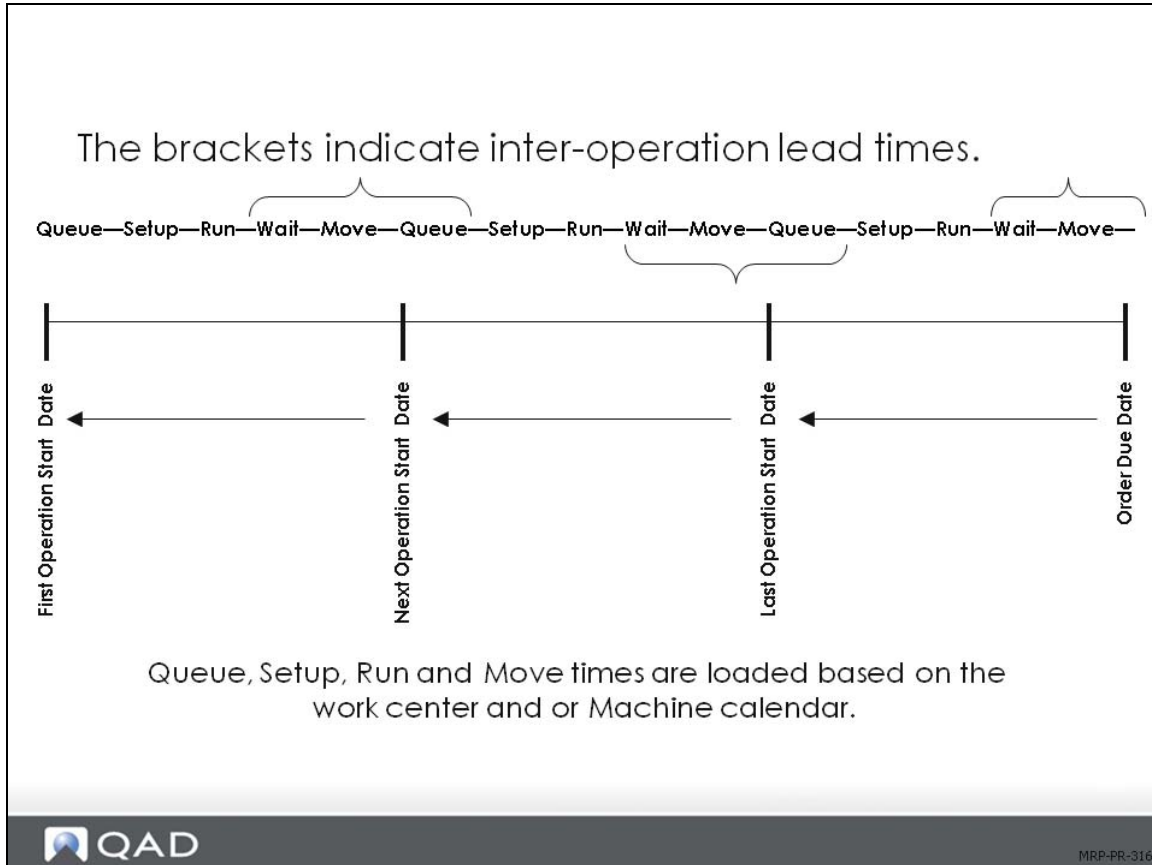 The brackets indicate inter-operation lead times.
Queue—Setup—Run—Wait—Move—Queue—Setup—Run—Wait—Move—Queue—Setup—Run—Wait—Move—
First Operation Start Date
Next Operation Start Date
Last Operation Start Date
Order Due Date
Queue, Setup, Run and Move times are loaded based on the
work center and or Machine calendar.
QAD
MRP-PR-316